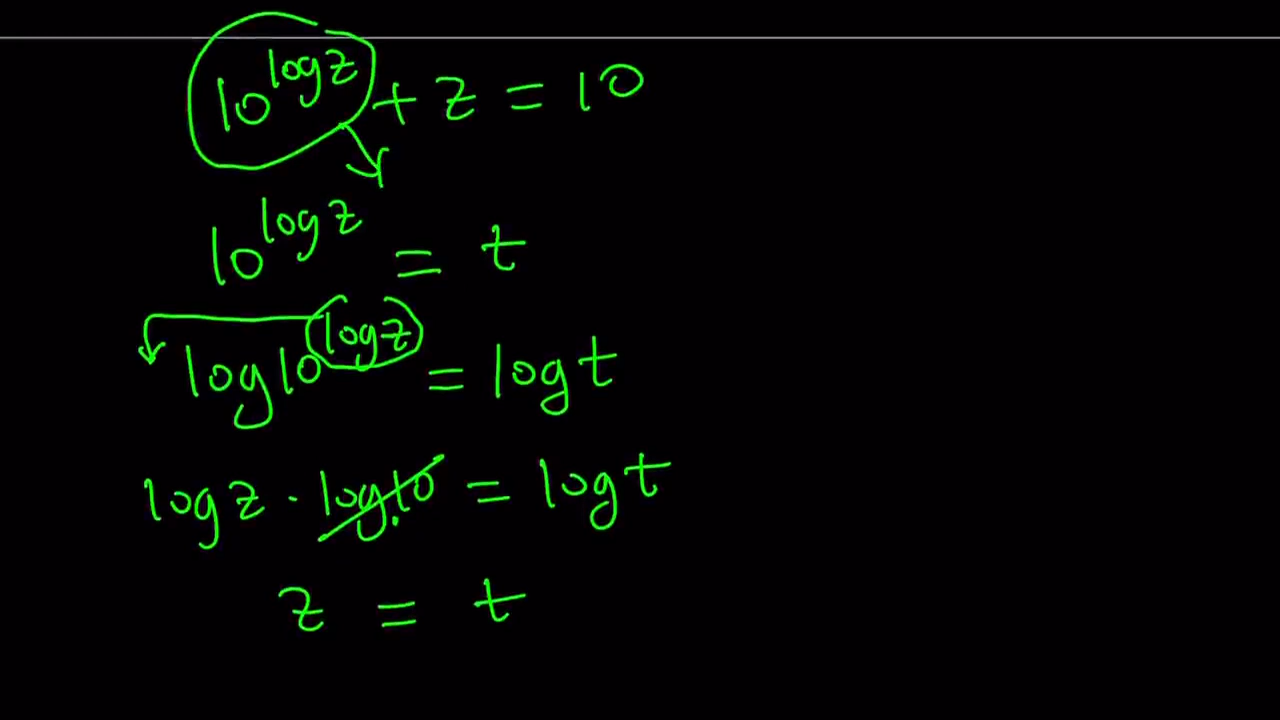 10^{log z} + z = 10
10^{log z} = t
log 10^{log z} = log t
log z · log 10 = log t
z = t